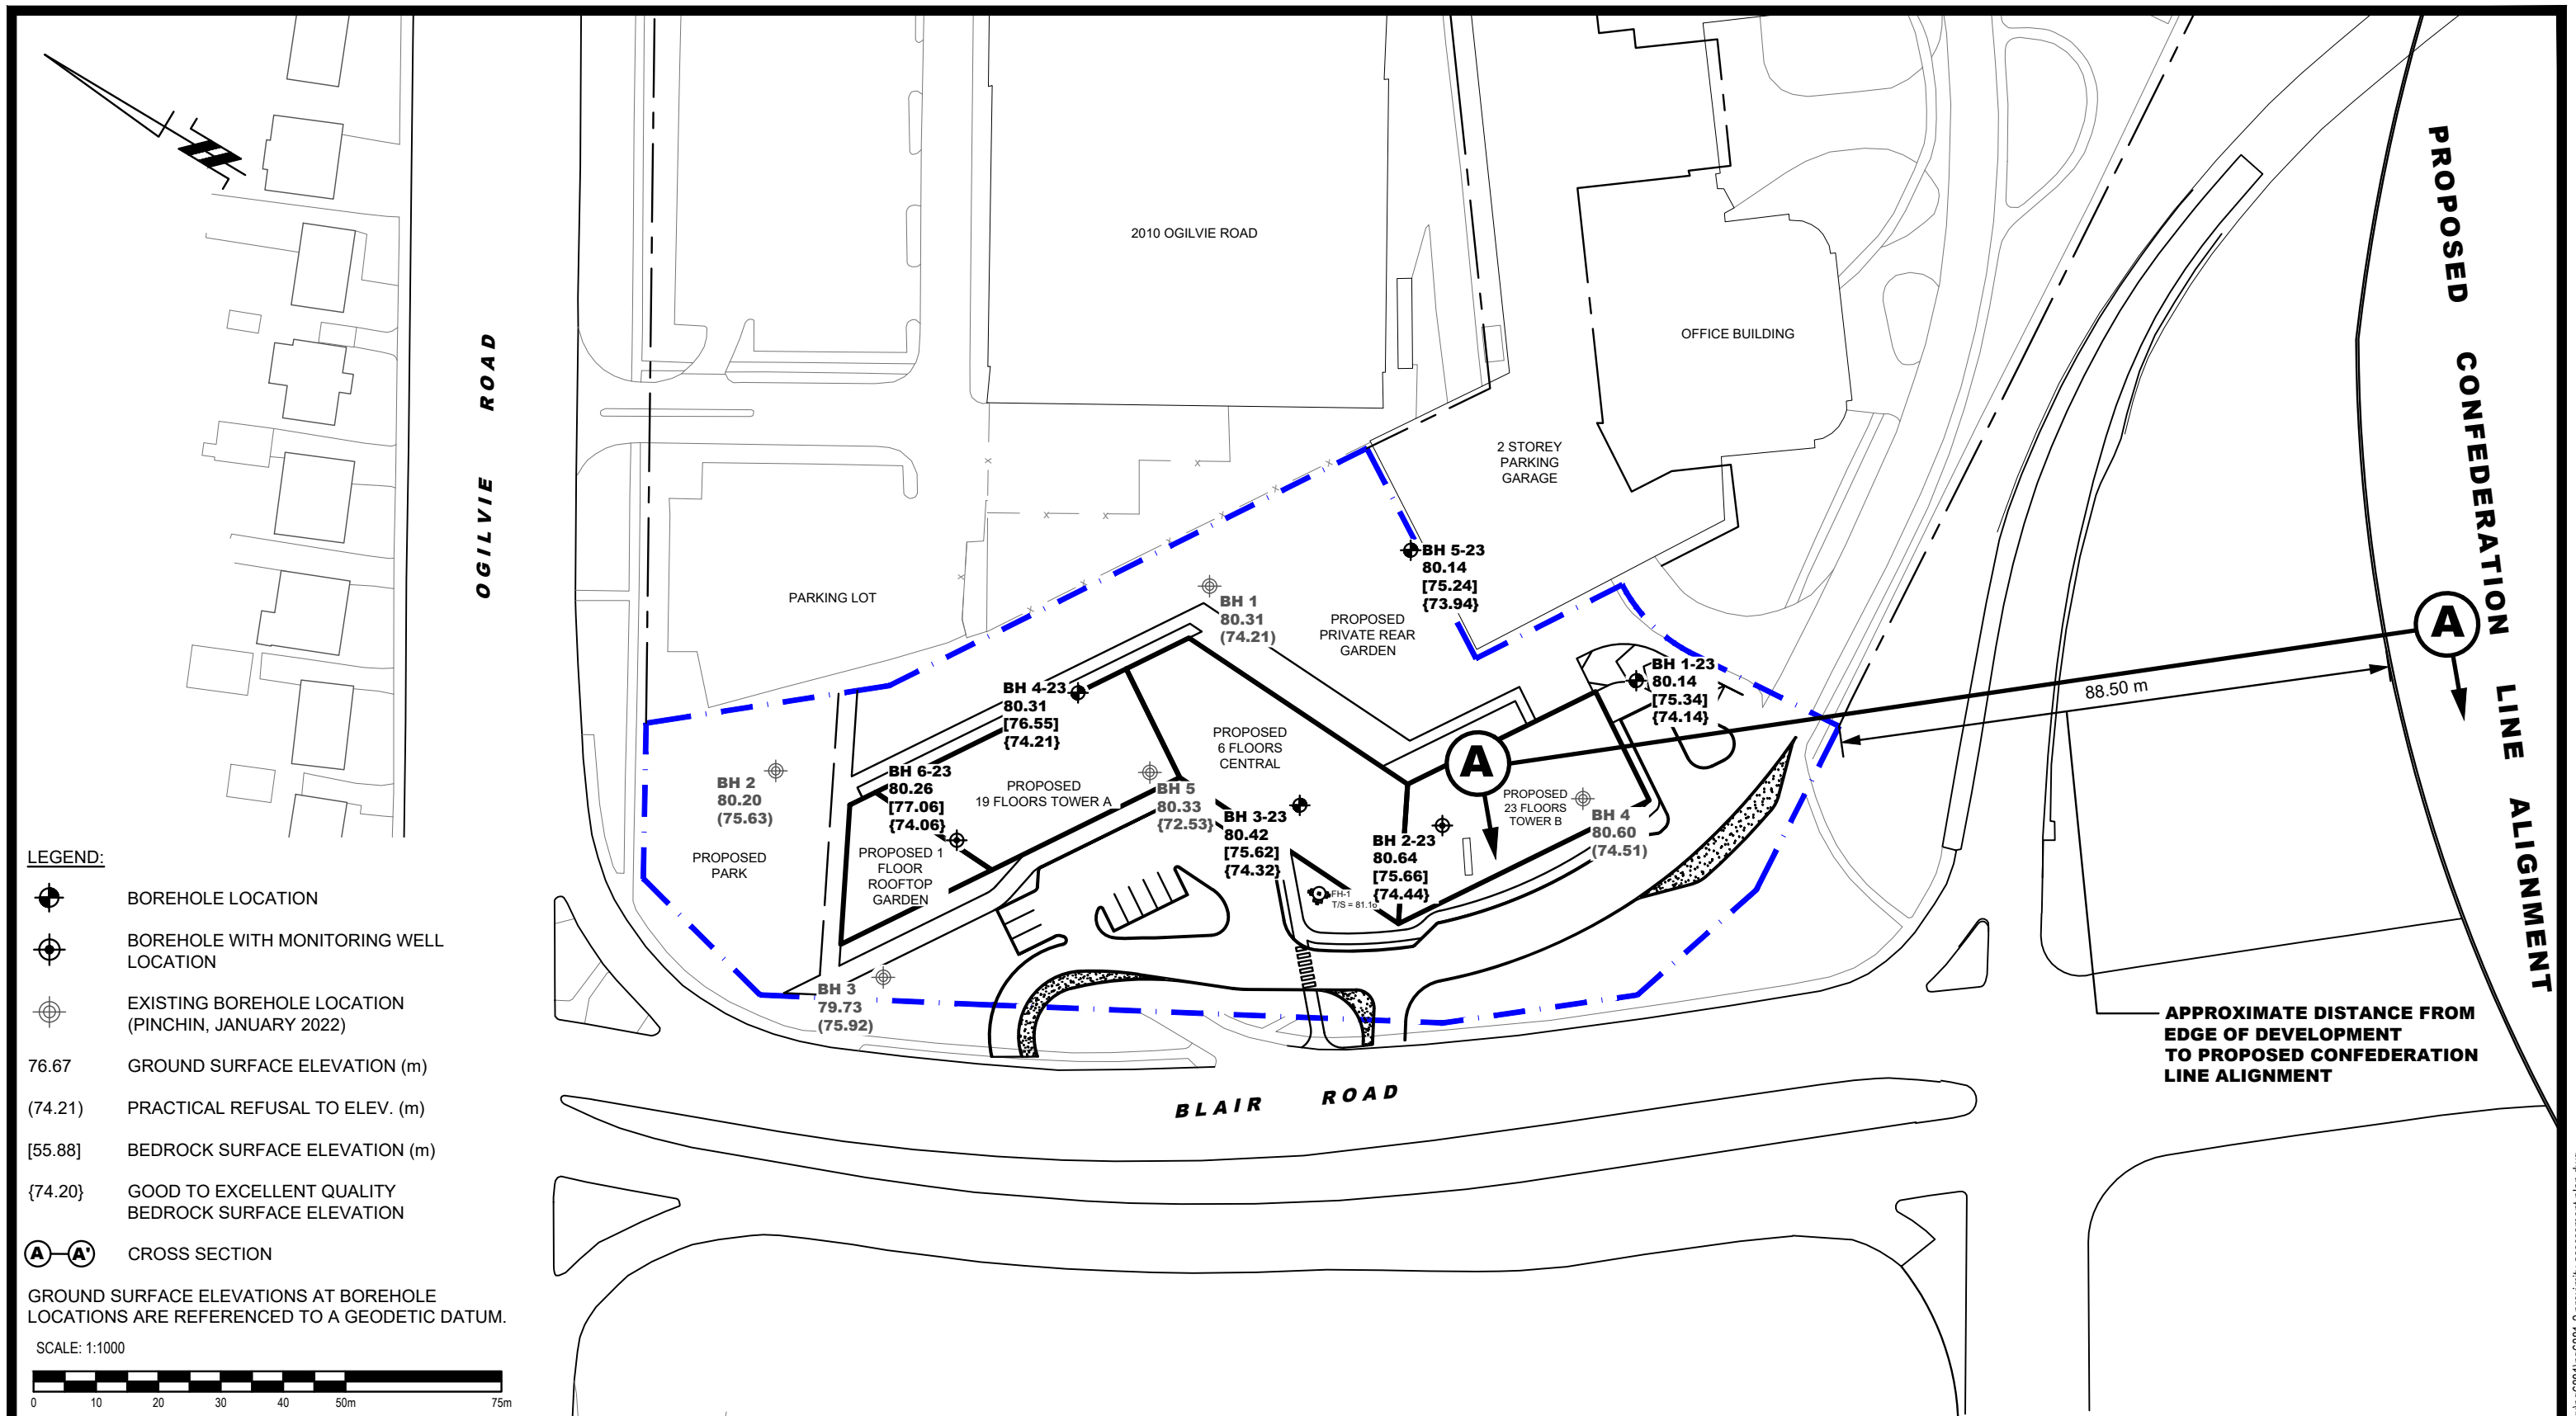 2010 OGILVIE ROAD
OFFICE BUILDING
2 STOREY
PARKING
GARAGE
OGILVIE ROAD
PARKING LOT
PROPOSED CONFEDERATION LINE ALIGNMENT
BH 5-23
80.14
[75.24]
{73.94}
BH 1
80.31
(74.21)
PROPOSED
PRIVATE REAR
GARDEN
BH 1-23
80.14
[75.34]
{74.14}
A
88.50 m
BH 4-23
80.31
[76.55]
{74.21}
PROPOSED
6 FLOORS
CENTRAL
A
BH 2
80.20
(75.63)
BH 6-23
80.26
[77.06]
{74.06}
PROPOSED
19 FLOORS TOWER A
BH 5
80.33
{72.53}
BH 3-23
80.42
[75.62]
{74.32}
BH 2-23
80.64
[75.66]
{74.44}
PROPOSED
23 FLOORS
TOWER B
BH 4
80.60
(74.51)
PROPOSED
PARK
PROPOSED 1
FLOOR
ROOFTOP
GARDEN
FH-1
T/S = 81.16
BH 3
79.73
(75.92)
APPROXIMATE DISTANCE FROM
EDGE OF DEVELOPMENT
TO PROPOSED CONFEDERATION
LINE ALIGNMENT
BLAIR ROAD
LEGEND:
BOREHOLE LOCATION
BOREHOLE WITH MONITORING WELL
LOCATION
EXISTING BOREHOLE LOCATION
(PINCHIN, JANUARY 2022)
76.67 GROUND SURFACE ELEVATION (m)
(74.21) PRACTICAL REFUSAL TO ELEV. (m)
[55.88] BEDROCK SURFACE ELEVATION (m)
{74.20} GOOD TO EXCELLENT QUALITY
BEDROCK SURFACE ELEVATION
A A' CROSS SECTION
GROUND SURFACE ELEVATIONS AT BOREHOLE
LOCATIONS ARE REFERENCED TO A GEODETIC DATUM.
SCALE: 1:1000
0 10 20 30 40 50m 75m